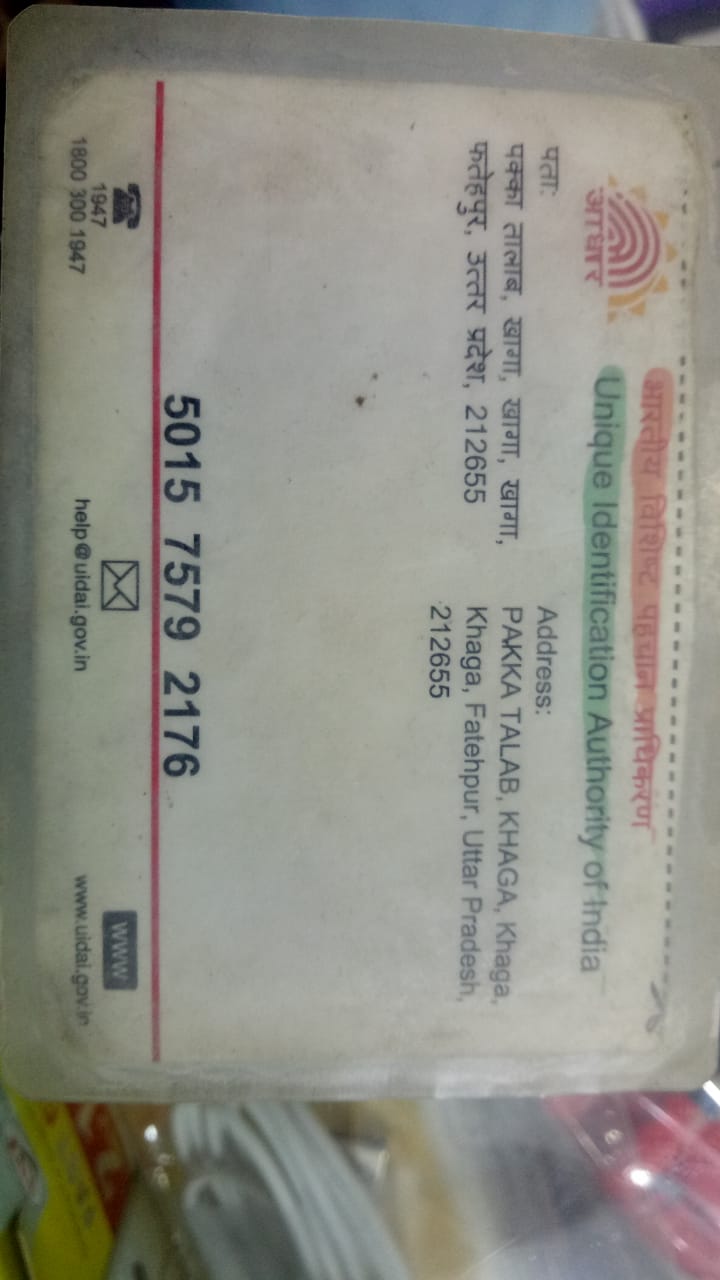 भारतीय विशिष्ट पहचान प्राधिकरण
Unique Identification Authority of India
आधार
पता:
पक्का तालाब, खागा, खागा, खागा,
फतेहपुर, उत्तर प्रदेश, 212655
Address:
PAKKA TALAB, KHAGA, Khaga,
Khaga, Fatehpur, Uttar Pradesh,
212655
5015 7579 2176
1947
1800 300 1947
help@uidai.gov.in
www
www.uidai.gov.in